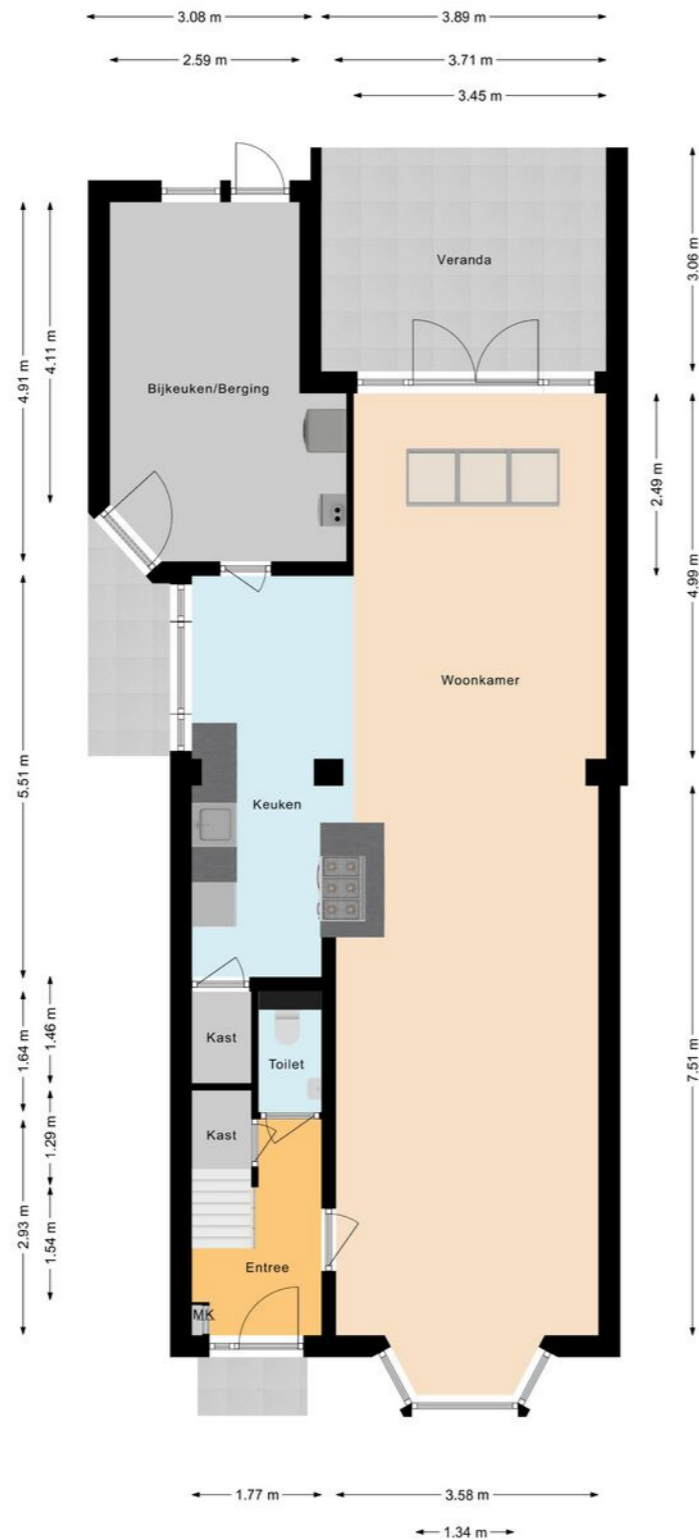 3.08 m
3.89 m
2.59 m
3.71 m
3.45 m
3.06 m
4.91 m
4.11 m
Veranda
Bijkeuken/Berging
2.49 m
4.99 m
Woonkamer
5.51 m
Keuken
1.64 m
1.46 m
Kast
Toilet
7.51 m
Kast
1.29 m
2.93 m
1.54 m
Entree
MK
1.77 m
3.58 m
1.34 m